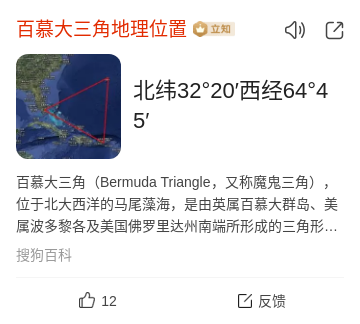 百慕大三角地理位置 立知
北纬32°20′西经64°4
5′
百慕大三角（Bermuda Triangle，又称魔鬼三角），
位于北大西洋的马尾藻海，是由英属百慕大群岛、美
属波多黎各及美国佛罗里达州南端所形成的三角形…
搜狗百科
12 反馈